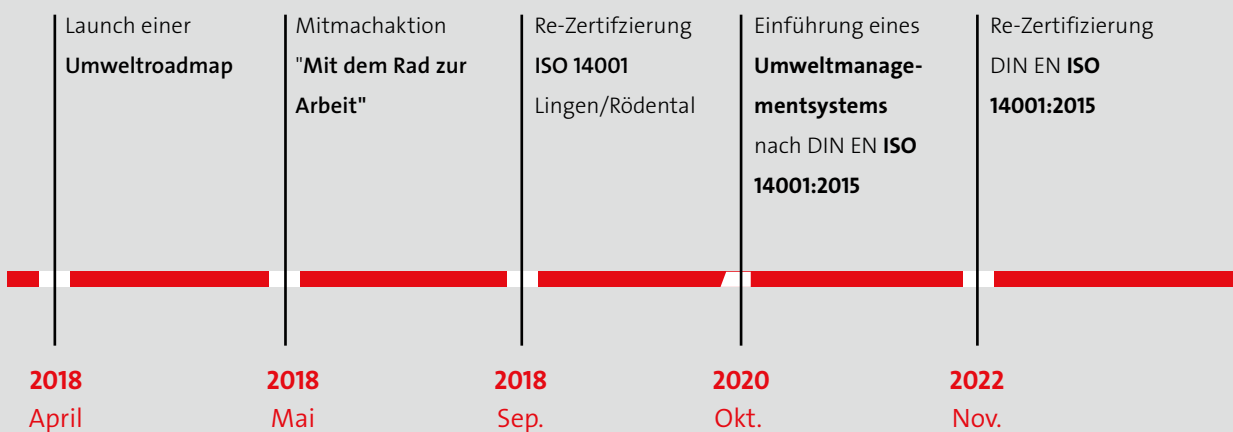 Launch einer
Umweltroadmap
Mitmachaktion
"Mit dem Rad zur
Arbeit"
Re-Zertifzierung
ISO 14001
Lingen/Rödental
Einführung eines
Umweltmanage-
mentsystems
nach DIN EN ISO
14001:2015
Re-Zertifizierung
DIN EN ISO
14001:2015
2018
April
2018
Mai
2018
Sep.
2020
Okt.
2022
Nov.